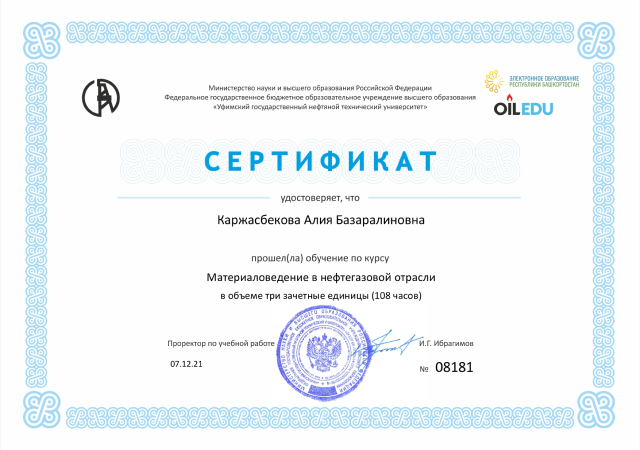 Министерство науки и высшего образования Российской Федерации
Федеральное государственное бюджетное образовательное учреждение высшего образования
«Уфимский государственный нефтяной технический университет»
ЭЛЕКТРОННОЕ ОБРАЗОВАНИЕ
РЕСПУБЛИКИ БАШКОРТОСТАН
OILEDU
СЕРТИФИКАТ
удостоверяет, что
Каржасбекова Алия Базаралиновна
прошел(ла) обучение по курсу
Материаловедение в нефтегазовой отрасли
в объеме три зачетные единицы (108 часов)
Проректор по учебной работе
И.Г. Ибрагимов
07.12.21
№ 08181